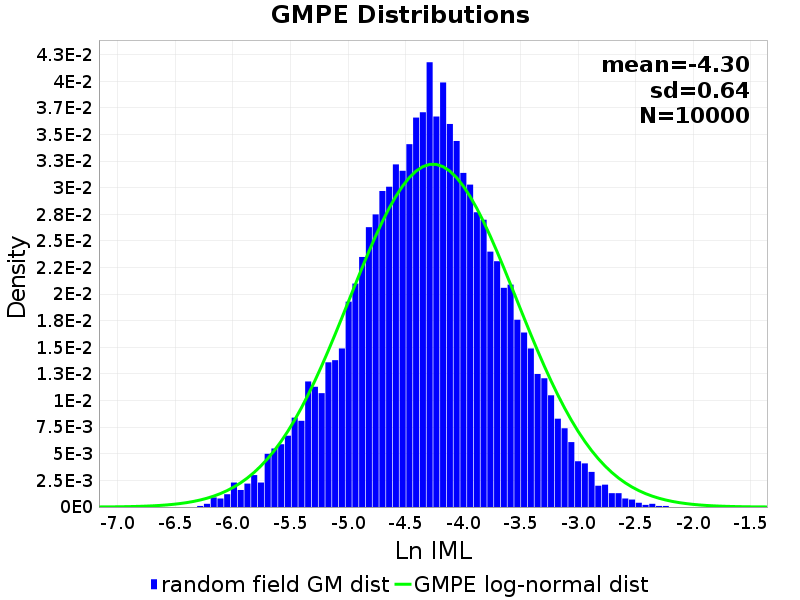 GMPE Distributions
mean=-4.30
sd=0.64
N=10000
4.3E-2
4E-2
3.7E-2
3.5E-2
3.3E-2
3E-2
2.8E-2
2.5E-2
2.2E-2
2E-2
1.8E-2
1.5E-2
1.3E-2
1E-2
7.5E-3
5E-3
2.5E-3
0E0
Density
-7.0 -6.5 -6.0 -5.5 -5.0 -4.5 -4.0 -3.5 -3.0 -2.5 -2.0 -1.5
Ln IML
random field GM dist GMPE log-normal dist